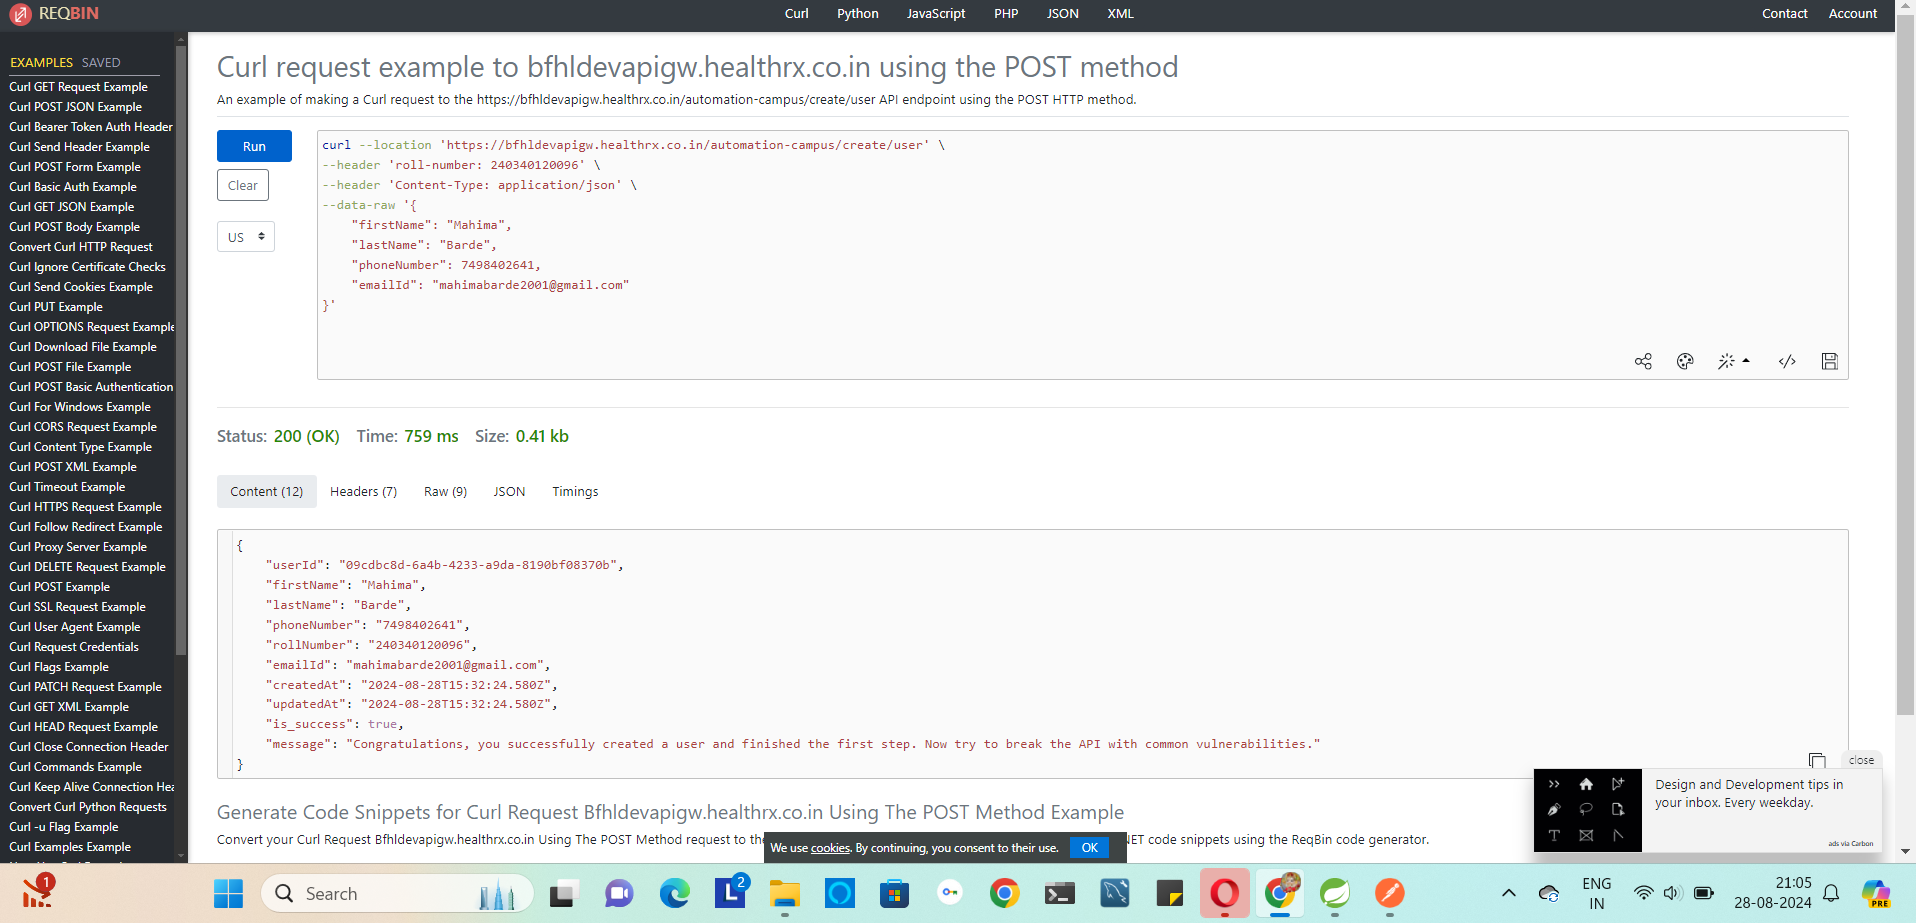 REQBIN
Curl Python JavaScript PHP JSON XML
Contact Account
EXAMPLES SAVED
Curl GET Request Example
Curl POST JSON Example
Curl Bearer Token Auth Header
Curl Send Header Example
Curl POST Form Example
Curl Basic Auth Example
Curl GET JSON Example
Curl POST Body Example
Convert Curl HTTP Request
Curl Ignore Certificate Checks
Curl Send Cookies Example
Curl PUT Example
Curl OPTIONS Request Example
Curl Download File Example
Curl POST File Example
Curl POST Basic Authentication
Curl For Windows Example
Curl CORS Request Example
Curl Content Type Example
Curl POST XML Example
Curl Timeout Example
Curl HTTPS Request Example
Curl Follow Redirect Example
Curl Proxy Server Example
Curl DELETE Request Example
Curl POST Example
Curl SSL Request Example
Curl User Agent Example
Curl Request Credentials
Curl Flags Example
Curl PATCH Request Example
Curl GET XML Example
Curl HEAD Request Example
Curl Close Connection Header
Curl Commands Example
Curl Keep Alive Connection Hea
Convert Curl Python Requests
Curl -u Flag Example
Curl Examples Example
Curl request example to bfhldevapigw.healthrx.co.in using the POST method
An example of making a Curl request to the https://bfhldevapigw.healthrx.co.in/automation-campus/create/user API endpoint using the POST HTTP method.
Run
Clear
US
curl --location 'https://bfhldevapigw.healthrx.co.in/automation-campus/create/user' \
--header 'roll-number: 240340120096' \
--header 'Content-Type: application/json' \
--data-raw '{
"firstName": "Mahima",
"lastName": "Barde",
"phoneNumber": 7498402641,
"emailId": "mahimabarde2001@gmail.com"
}'
Status: 200 (OK) Time: 759 ms Size: 0.41 kb
Content (12) Headers (7) Raw (9) JSON Timings
{
"userId": "09cdbc8d-6a4b-4233-a9da-8190bf08370b",
"firstName": "Mahima",
"lastName": "Barde",
"phoneNumber": "7498402641",
"rollNumber": "240340120096",
"emailId": "mahimabarde2001@gmail.com",
"createdAt": "2024-08-28T15:32:24.580Z",
"updatedAt": "2024-08-28T15:32:24.580Z",
"is_success": true,
"message": "Congratulations, you successfully created a user and finished the first step. Now try to break the API with common vulnerabilities."
}
close
Design and Development tips in
your inbox. Every weekday.
ads via Carbon
Generate Code Snippets for Curl Request Bfhldevapigw.healthrx.co.in Using The POST Method Example
Convert your Curl Request Bfhldevapigw.healthrx.co.in Using The POST Method request to the NET code snippets using the ReqBin code generator.
We use cookies. By continuing, you consent to their use. OK
1
Search
2
ENG
IN
21:05
28-08-2024
PRE